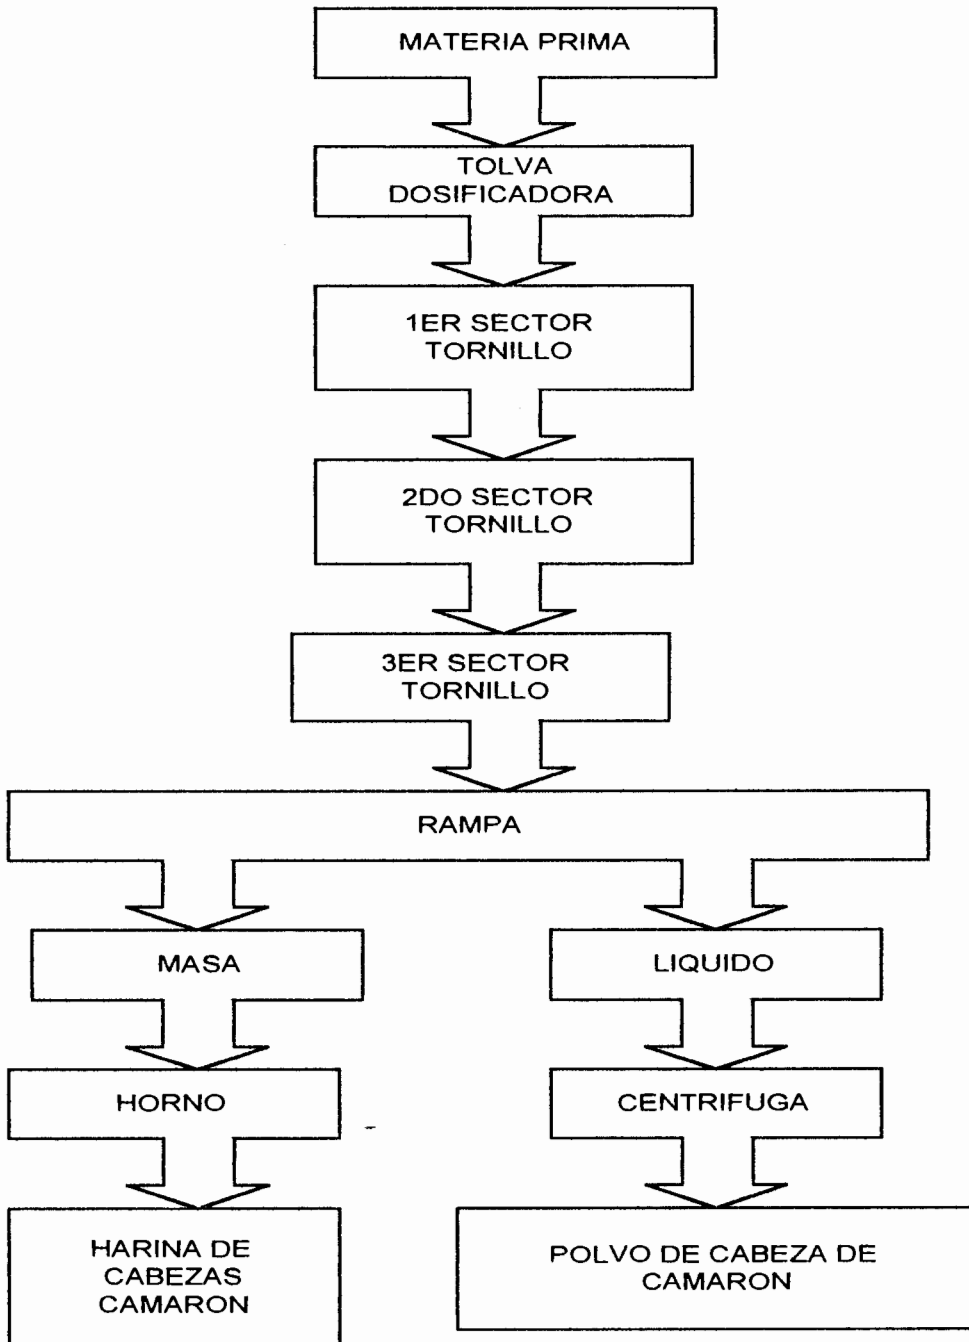 MATERIA PRIMA
TOLVA
DOSIFICADORA
1ER SECTOR
TORNILLO
2DO SECTOR
TORNILLO
3ER SECTOR
TORNILLO
RAMPA
MASA
LIQUIDO
HORNO
CENTRIFUGA
HARINA DE
CABEZAS
CAMARON
POLVO DE CABEZA DE
CAMARON